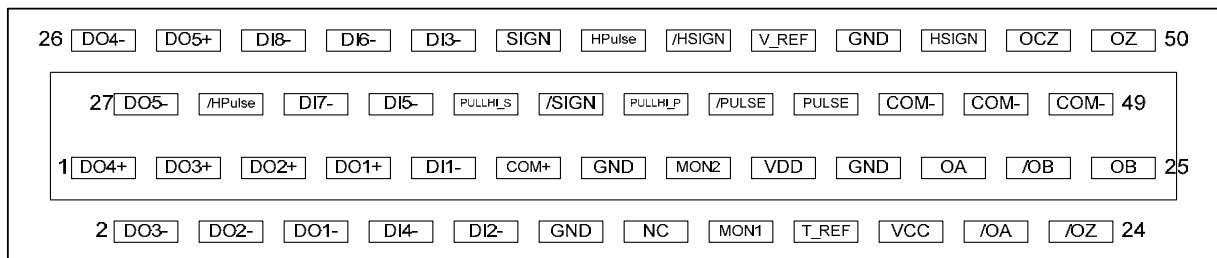 26 DO4- DO5+ DI8- DI6- DI3- SIGN HPulse /HSIGN V_REF GND HSIGN OCZ OZ 50
27 DO5- /HPulse DI7- DI5- PULLHI_S /SIGN PULLHI_P /PULSE PULSE COM- COM- COM- 49
1 DO4+ DO3+ DO2+ DO1+ DI1- COM+ GND MON2 VDD GND OA /OB OB 25
2 DO3- DO2- DO1- DI4- DI2- GND NC MON1 T_REF VCC /OA /OZ 24